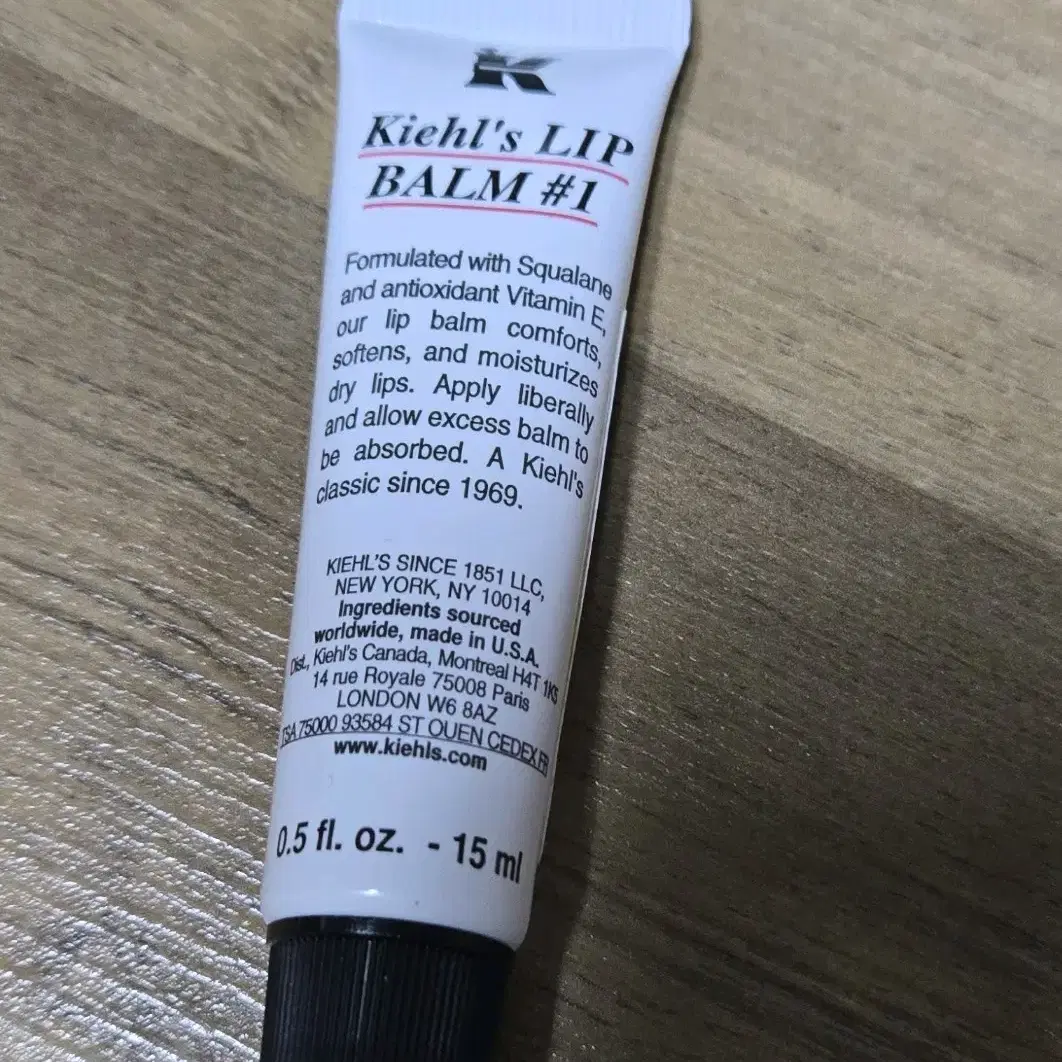 K
Kiehl's LIP
BALM #1
Formulated with Squalane
and antioxidant Vitamin E,
our lip balm comforts,
softens, and moisturizes
dry lips. Apply liberally
and allow excess balm to
be absorbed. A Kiehl's
classic since 1969.
KIEHL'S SINCE 1851 LLC,
NEW YORK, NY 10014
Ingredients sourced
worldwide, made in U.S.A.
Dist, Kiehl's Canada, Montreal H4T 1K5
14 rue Royale 75008 Paris
LONDON W6 8AZ
TSA 75000 93584 ST OUEN CEDEX FR
www.kiehls.com
0.5 fl. oz. - 15 ml